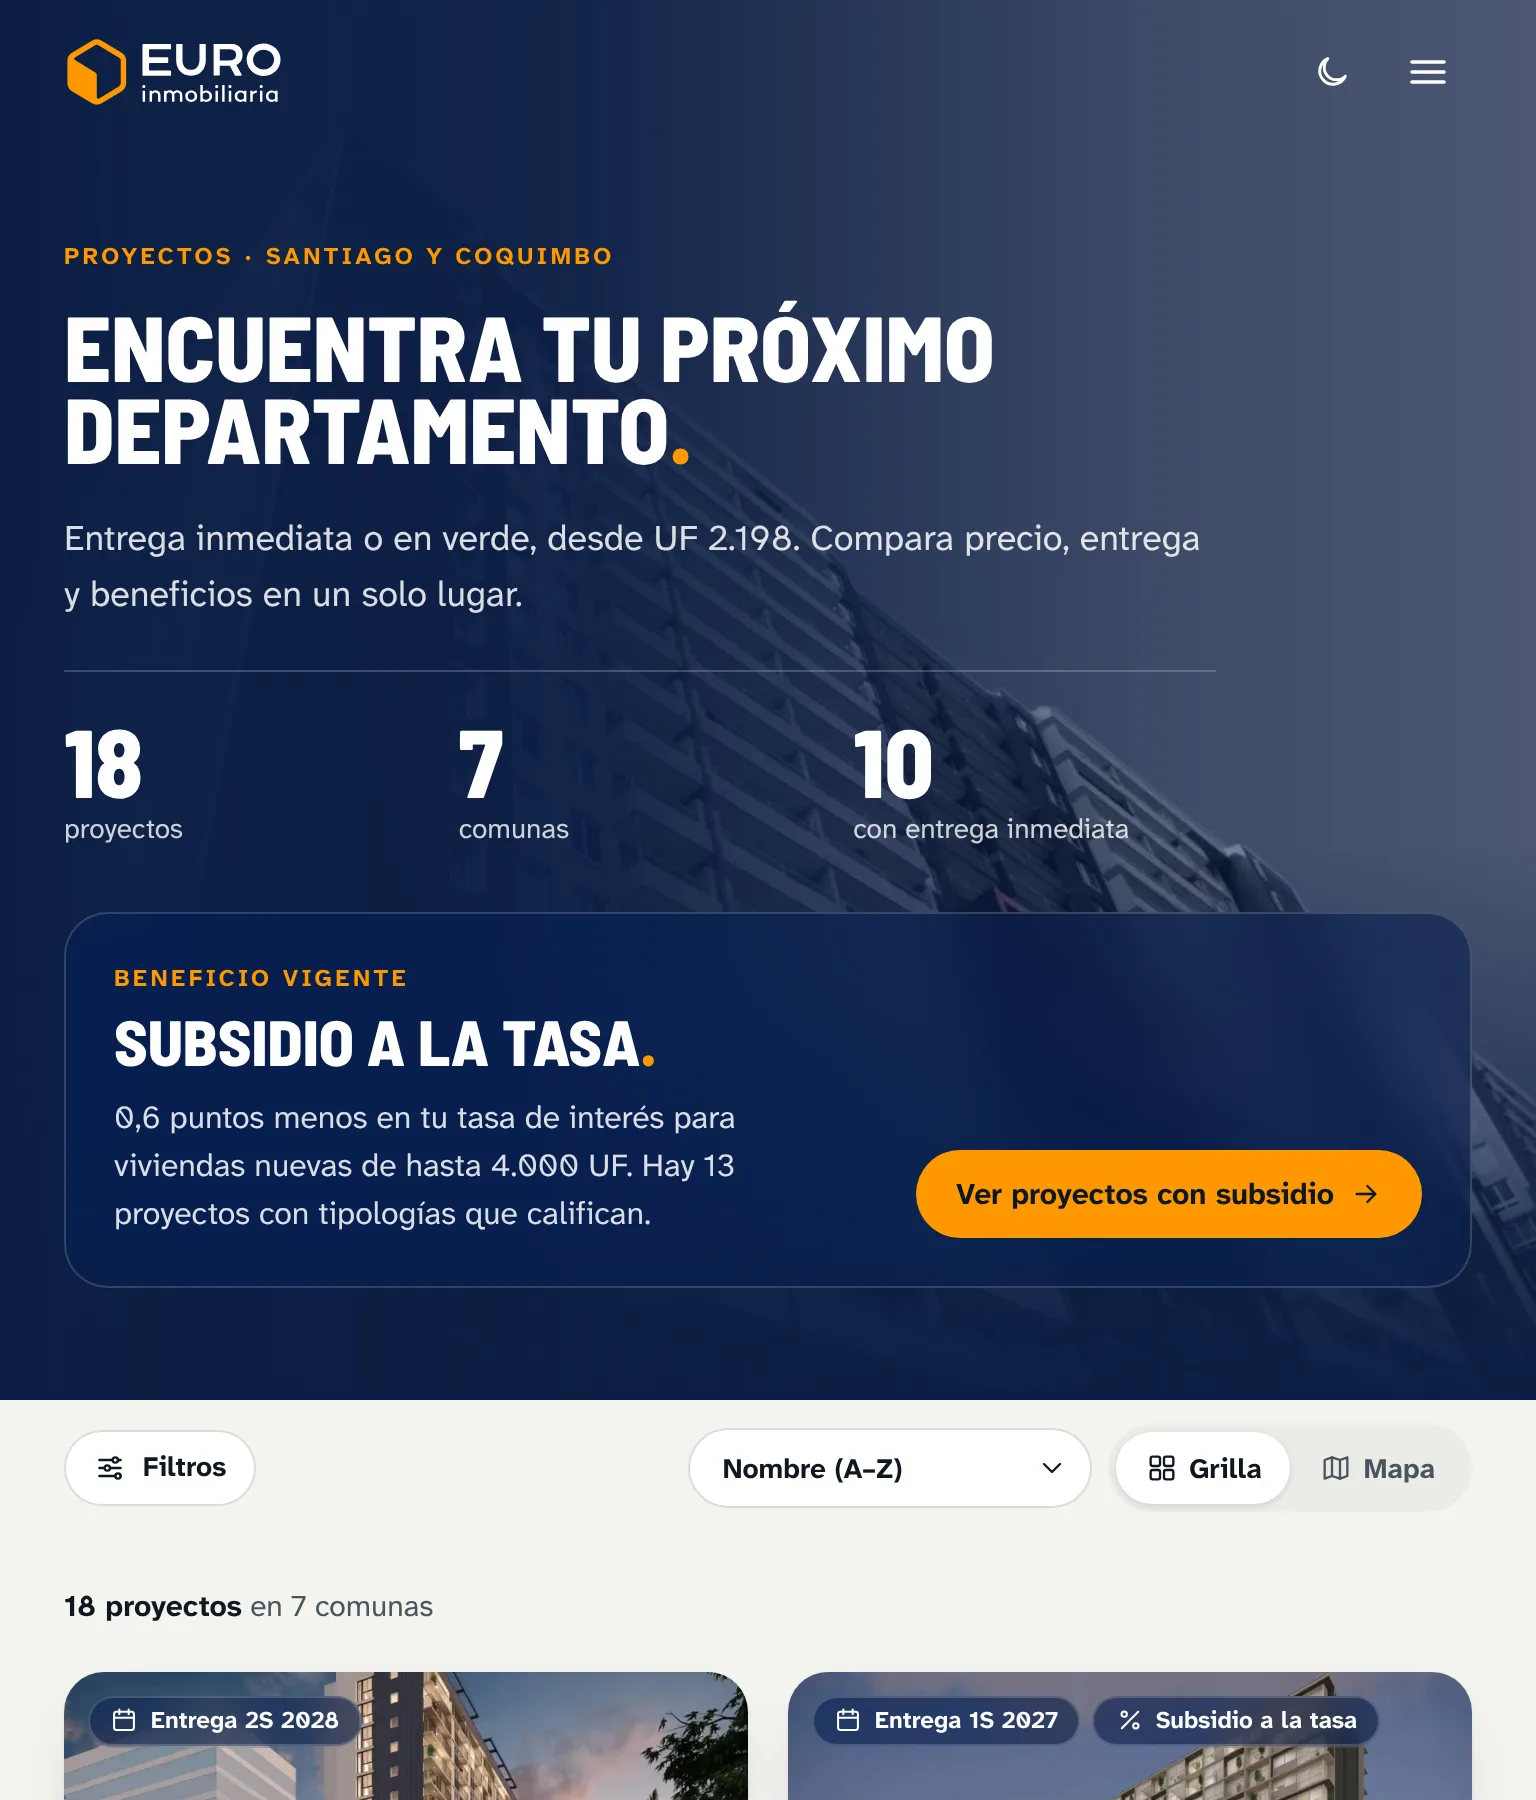 EURO
inmobiliaria
PROYECTOS · SANTIAGO Y COQUIMBO
ENCUENTRA TU PRÓXIMO
DEPARTAMENTO.
Entrega inmediata o en verde, desde UF 2.198. Compara precio, entrega
y beneficios en un solo lugar.
18
proyectos
7
comunas
10
con entrega inmediata
BENEFICIO VIGENTE
SUBSIDIO A LA TASA.
0,6 puntos menos en tu tasa de interés para
viviendas nuevas de hasta 4.000 UF. Hay 13
proyectos con tipologías que califican.
Ver proyectos con subsidio →
Filtros
Nombre (A–Z)
Grilla
Mapa
18 proyectos en 7 comunas
Entrega 2S 2028
Entrega 1S 2027
Subsidio a la tasa